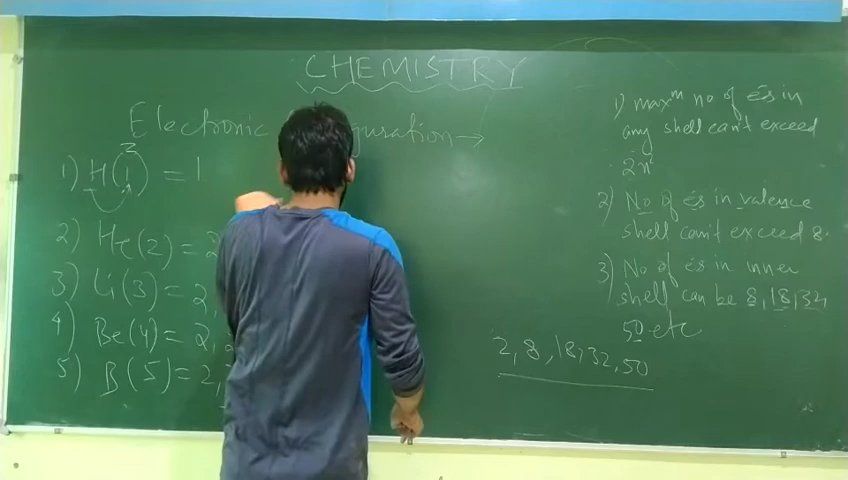 CHEMISTRY
Electronic guration →
1) H(1) = 1
Z
2) He(2) = 2
3) Li(3) = 2,
4) Be(4) = 2,
5) B(5) = 2,
2, 8, 18, 32, 50
1) maxᵐ no of és in
any shell can't exceed
2n²
2) No of és in valence
shell can't exceed 8.
3) No of és in inner
shell can be 8, 18, 32,
50 etc